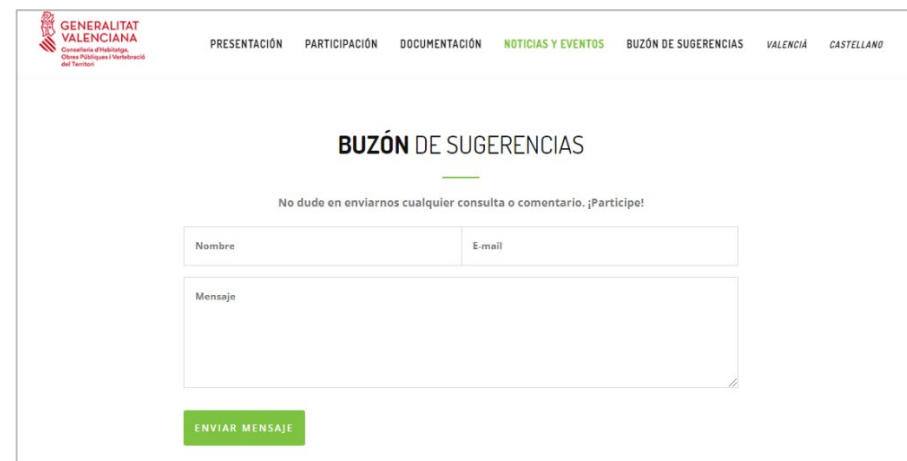 GENERALITAT
VALENCIANA
Conselleria d'Habitatge,
Obres Públiques i Vertebració
del Territori
PRESENTACIÓN PARTICIPACIÓN DOCUMENTACIÓN NOTICIAS Y EVENTOS BUZÓN DE SUGERENCIAS VALENCIÀ CASTELLANO
BUZÓN DE SUGERENCIAS
No dude en enviarnos cualquier consulta o comentario. ¡Participe!
Nombre E-mail
Mensaje
ENVIAR MENSAJE